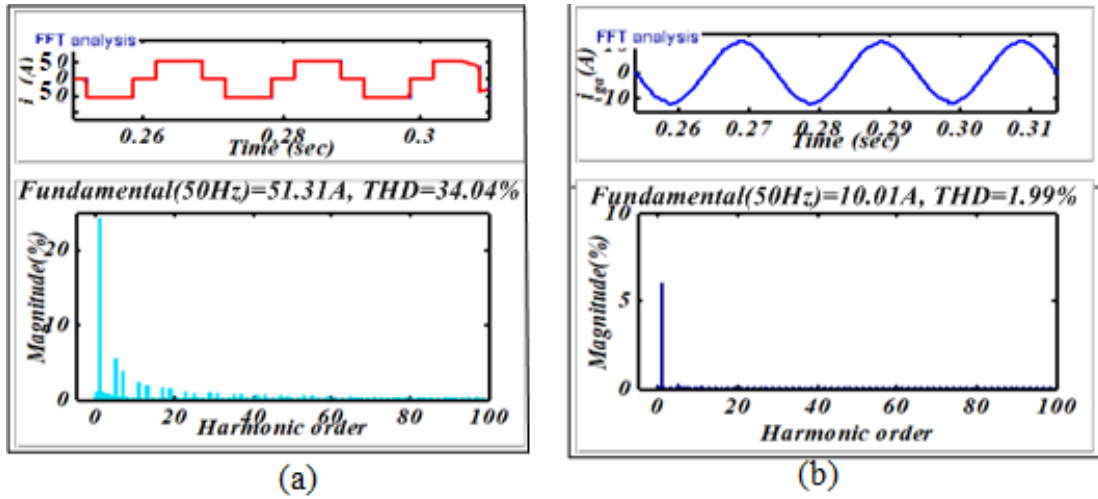 FFT analysis
50
0
50
i (A)
0.26
0.28
0.3
Time (sec)
Fundamental(50Hz)=51.31A, THD=34.04%
20
10
0
Magnitude(%)
0
20
40
60
80
100
Harmonic order
(a)
FFT analysis
0
-10
(A)
0.26
0.27
0.28
0.29
0.30
0.31
Time (sec)
Fundamental(50Hz)=10.01A, THD=1.99%
10
5
0
Magnitude(%)
0
20
40
60
80
100
Harmonic order
(b)